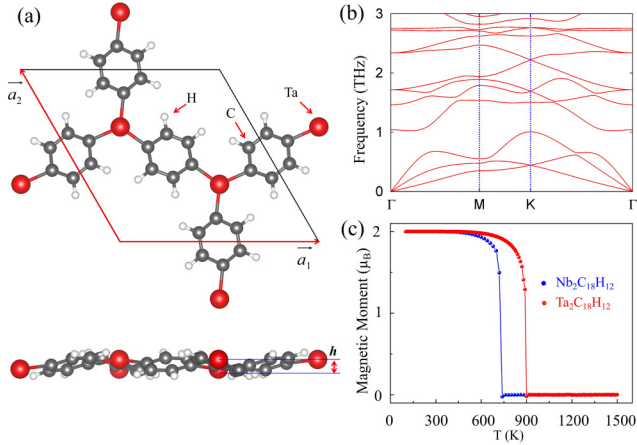 (a)
H
C
Ta
a₂
a₁
h
(b)
Frequency (THz)
3
2
1
0
Γ
M
K
Γ
(c)
Magnetic Moment (μ_B)
2
1
0
Nb₂C₁₈H₁₂
Ta₂C₁₈H₁₂
0 300 600 900 1200 1500
T (K)